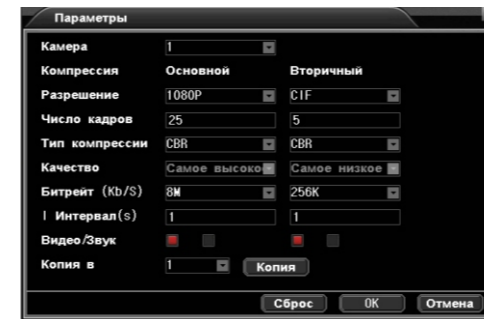 Параметры
Камера 1
Компрессия Основной Вторичный
Разрешение 1080P CIF
Число кадров 25 5
Тип компрессии CBR CBR
Качество Самое высоко Самое низкое
Битрейт (Kb/S) 8M 256K
I Интервал(s) 1 1
Видео/Звук
Копия в 1 Копия
Сброс OK Отмена